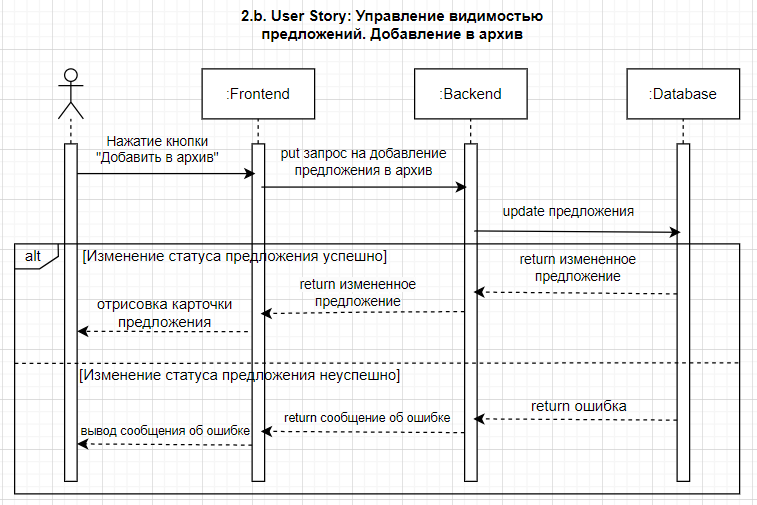 2.b. User Story: Управление видимостью
предложений. Добавление в архив
:Frontend
:Backend
:Database
Нажатие кнопки
"Добавить в архив"
put запрос на добавление
предложения в архив
update предложения
alt
[Изменение статуса предложения успешно]
return измененное
предложение
return измененное
предложение
отрисовка карточки
предложения
[Изменение статуса предложения неуспешно]
return ошибка
return сообщение об ошибке
вывод сообщения об ошибке